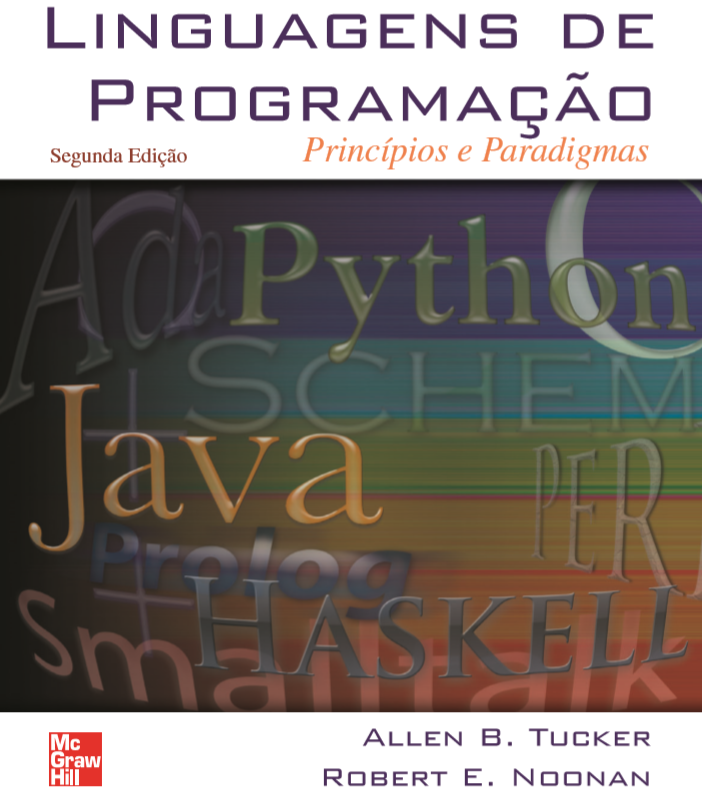 LINGUAGENS DE
PROGRAMAÇÃO
Segunda Edição
Princípios e Paradigmas
Ada
Python
SCHEM
Java
PERL
Prolog
HASKELL
Smalltalk
Mc
Graw
Hill
ALLEN B. TUCKER
ROBERT E. NOONAN